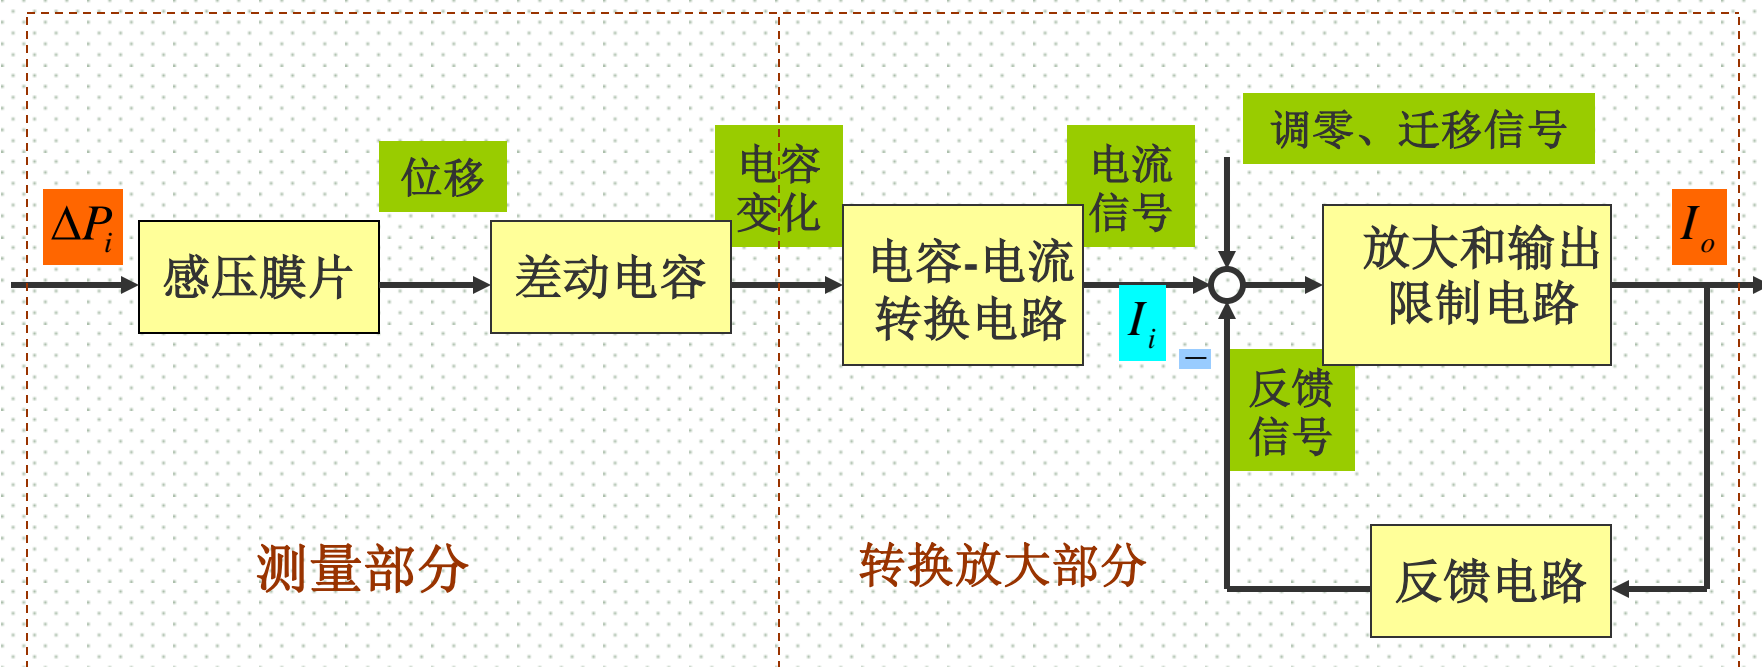 调零、迁移信号
电容
变化
电流
信号
位移
ΔPi
Io
感压膜片
差动电容
电容-电流
转换电路
放大和输出
限制电路
Ii
−
反馈
信号
测量部分
转换放大部分
反馈电路